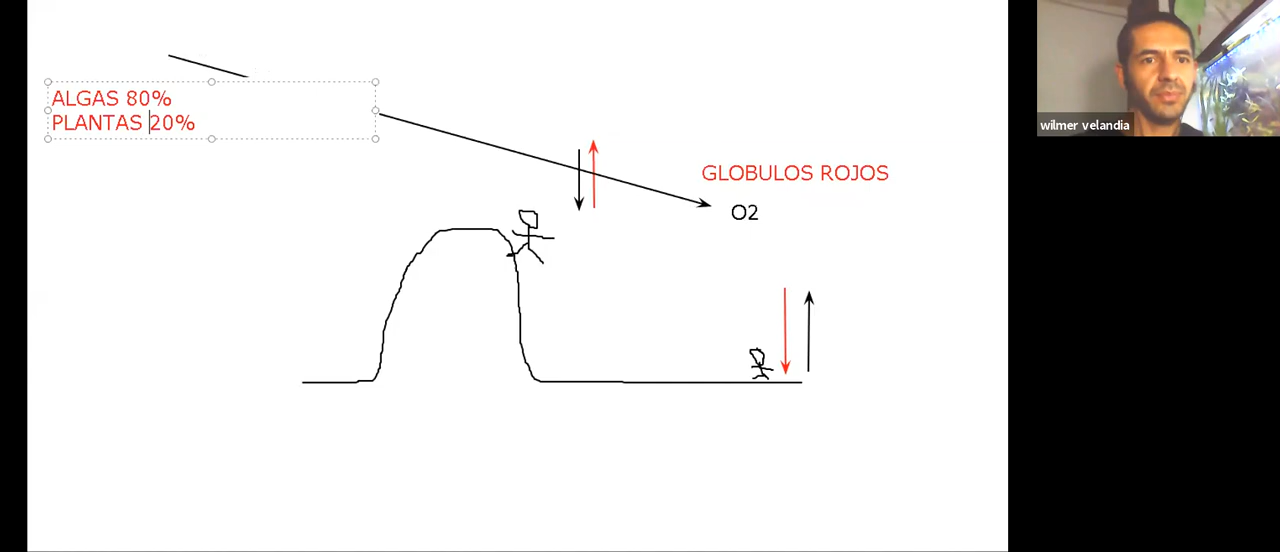 ALGAS 80%
PLANTAS 20%
GLOBULOS ROJOS
O2
wilmer velandia